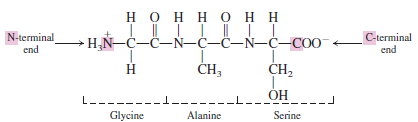 H O H H O H H
N-terminal end H₃N⁺–C–C–N–C–C–N–C–COO⁻ C-terminal end
H CH₃ CH₂
OH
Glycine Alanine Serine